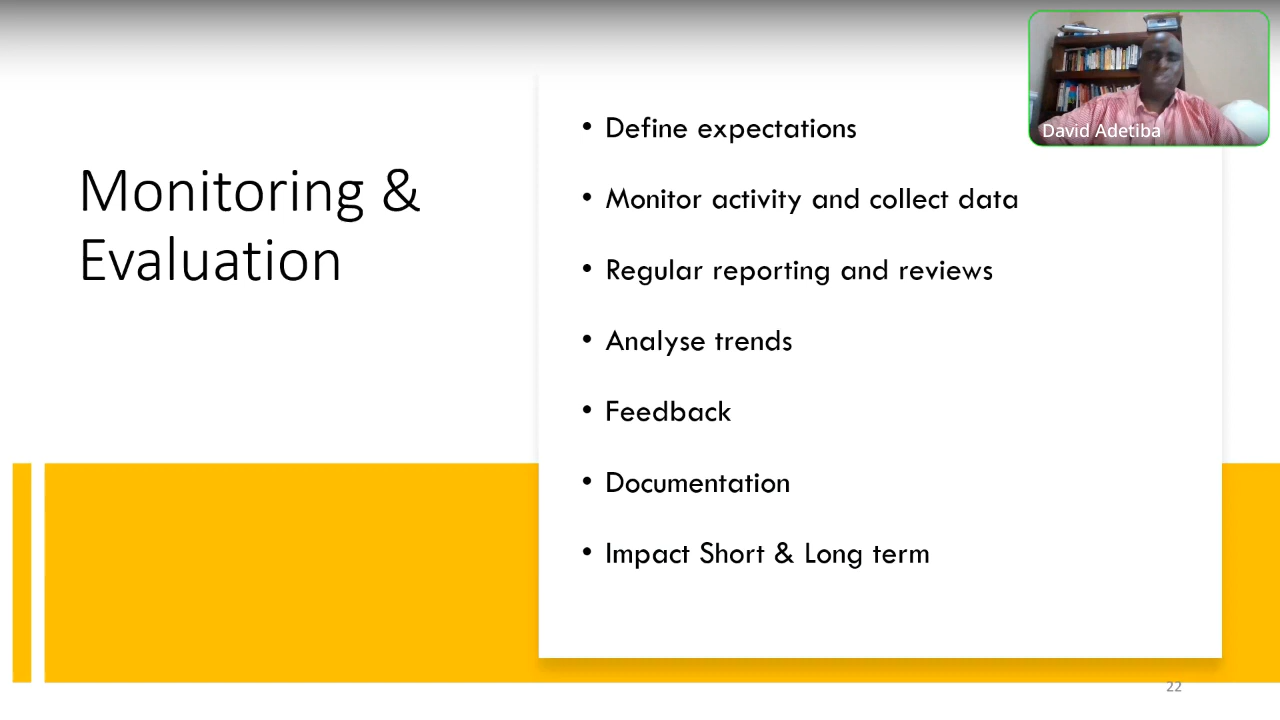 Monitoring &
Evaluation
• Define expectations
• Monitor activity and collect data
• Regular reporting and reviews
• Analyse trends
• Feedback
• Documentation
• Impact Short & Long term
David Adetiba
22